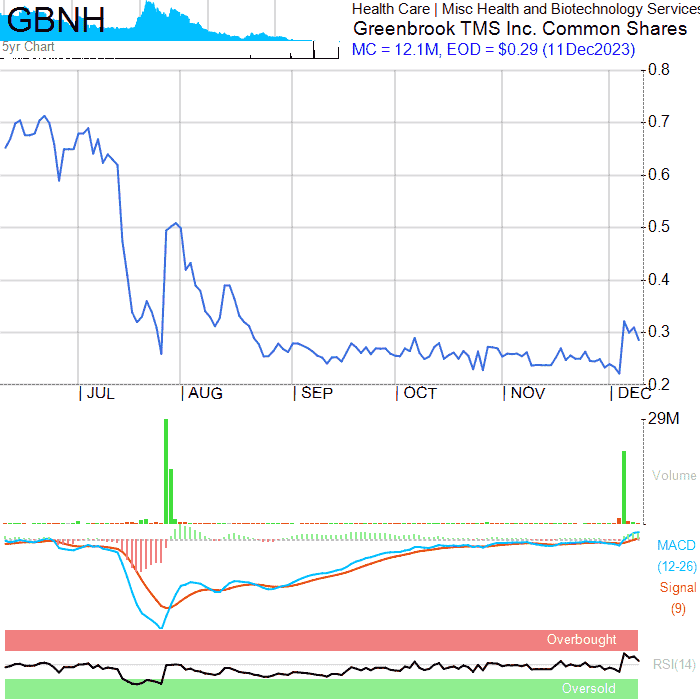 GBNH
Health Care | Misc Health and Biotechnology Services
Greenbrook TMS Inc. Common Shares
5yr Chart
MC = 12.1M, EOD = $0.29 (11Dec2023)
0.8
0.7
0.6
0.5
0.4
0.3
0.2
JUL AUG SEP OCT NOV DEC
29M
Volume
MACD
(12-26)
Signal
(9)
Overbought
RSI(14)
Oversold